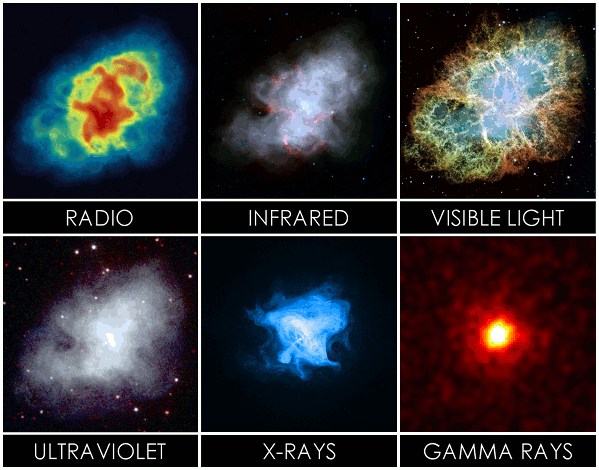 RADIO
INFRARED
VISIBLE LIGHT
ULTRAVIOLET
X-RAYS
GAMMA RAYS